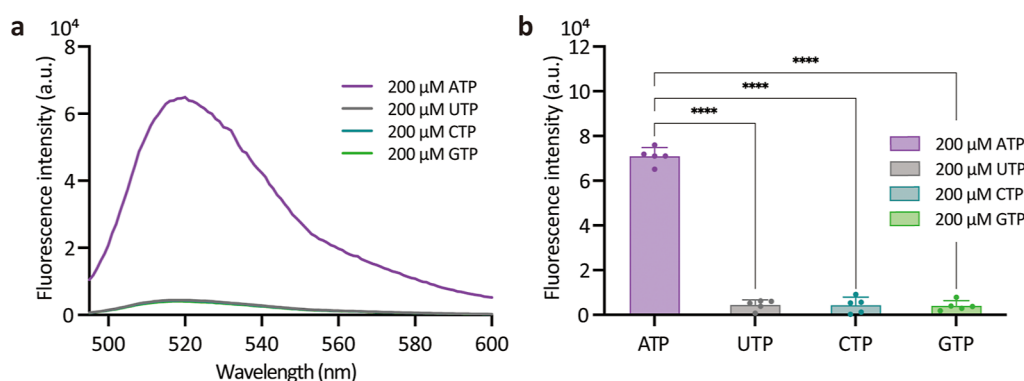 a
10⁴
Fluorescence intensity (a.u.)
8
6
4
2
0
500
520
540
560
580
600
Wavelength (nm)
200 µM ATP
200 µM UTP
200 µM CTP
200 µM GTP
b
10⁴
Fluorescence intensity (a.u.)
12
10
8
6
4
2
0
****
****
****
ATP
UTP
CTP
GTP
200 µM ATP
200 µM UTP
200 µM CTP
200 µM GTP